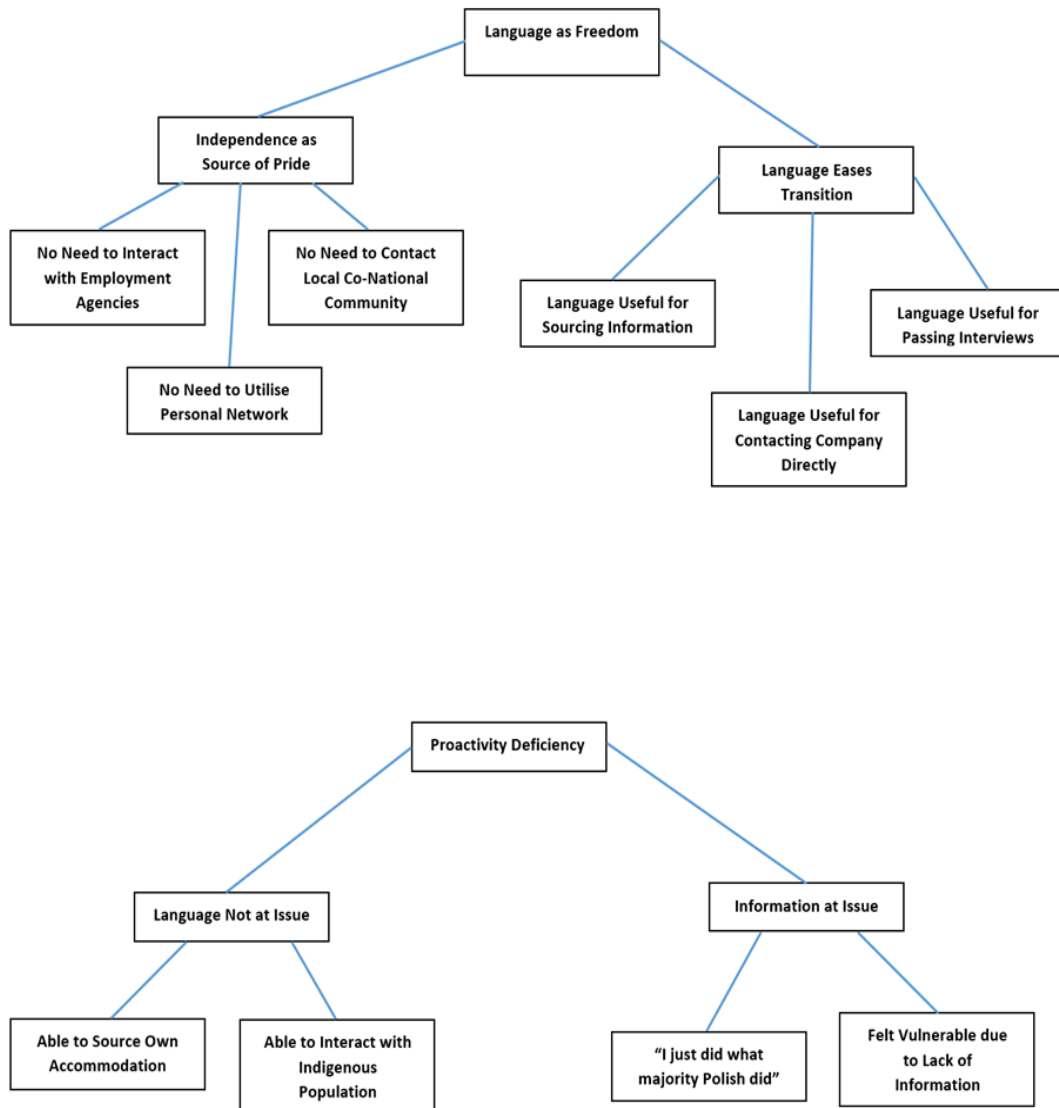 Language as Freedom
Independence as
Source of Pride
Language Eases
Transition
No Need to Interact
with Employment
Agencies
No Need to Contact
Local Co-National
Community
Language Useful for
Sourcing Information
Language Useful for
Passing Interviews
No Need to Utilise
Personal Network
Language Useful for
Contacting Company
Directly
Proactivity Deficiency
Language Not at Issue
Information at Issue
Able to Source Own
Accommodation
Able to Interact with
Indigenous
Population
“I just did what
majority Polish did”
Felt Vulnerable due
to Lack of
Information